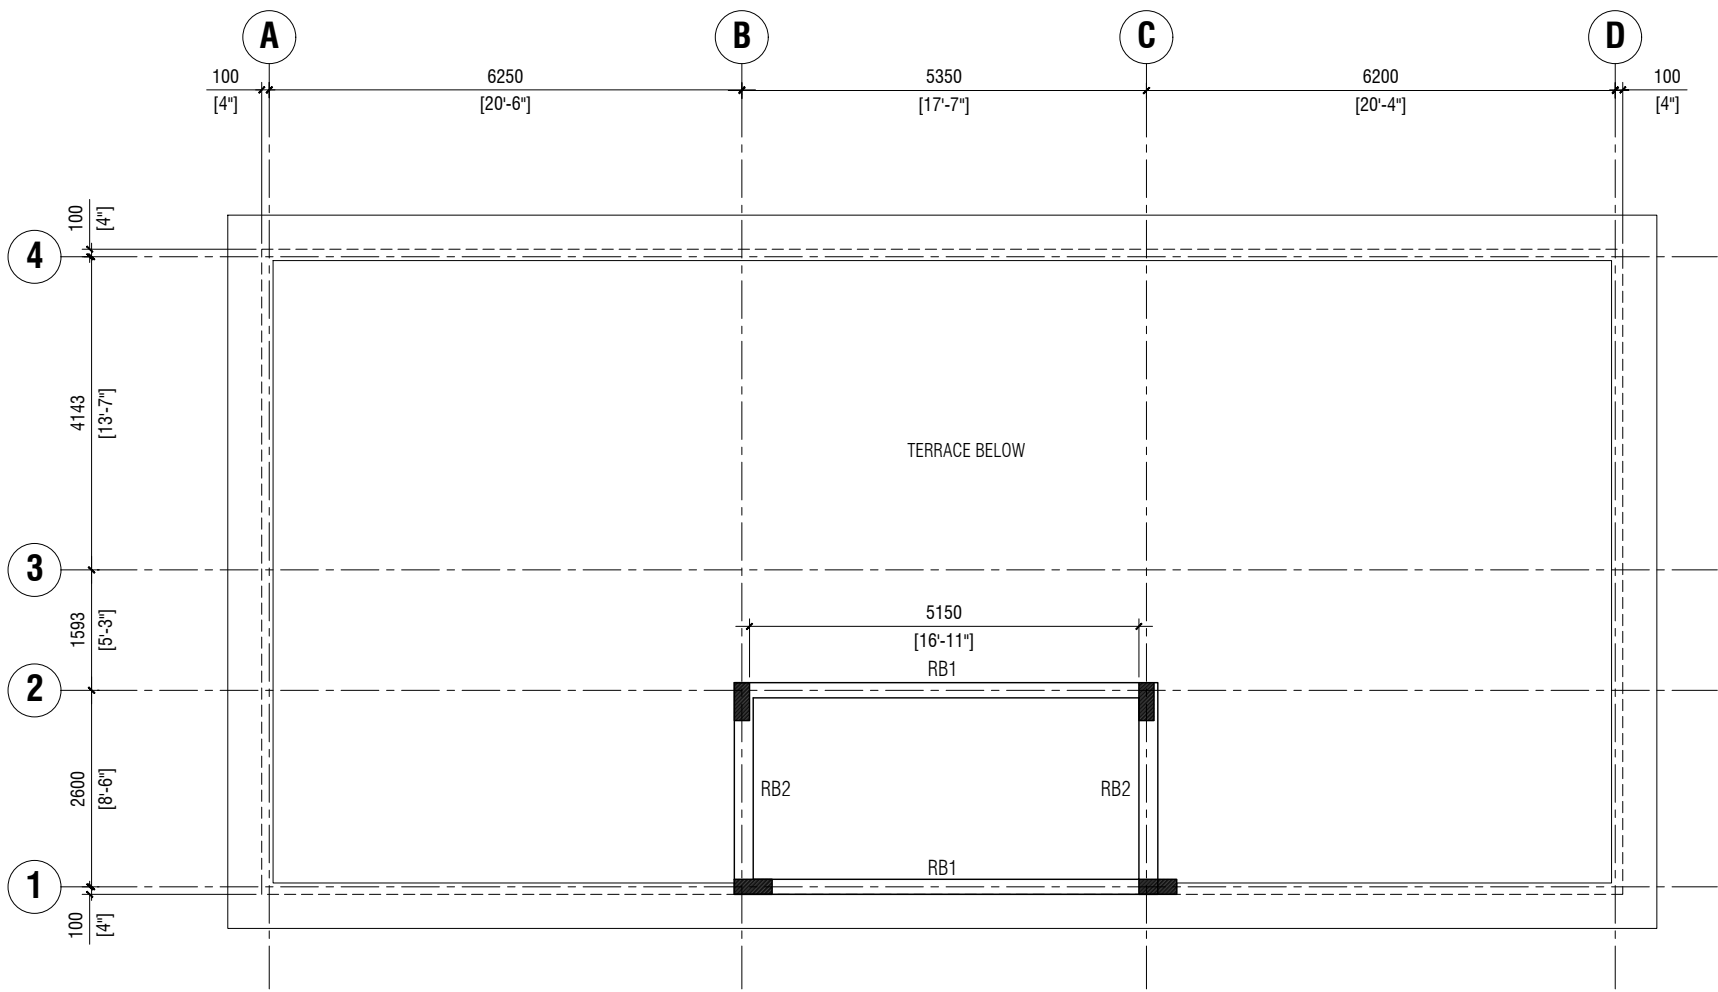 A
B
C
D
100
6250
5350
6200
100
[4"]
[20'-6"]
[17'-7"]
[20'-4"]
[4"]
100
[4"]
4
4143
[13'-7"]
TERRACE BELOW
3
1593
[5'-3"]
5150
[16'-11"]
RB1
2
2600
[8'-6"]
RB2
RB2
RB1
1
100
[4"]